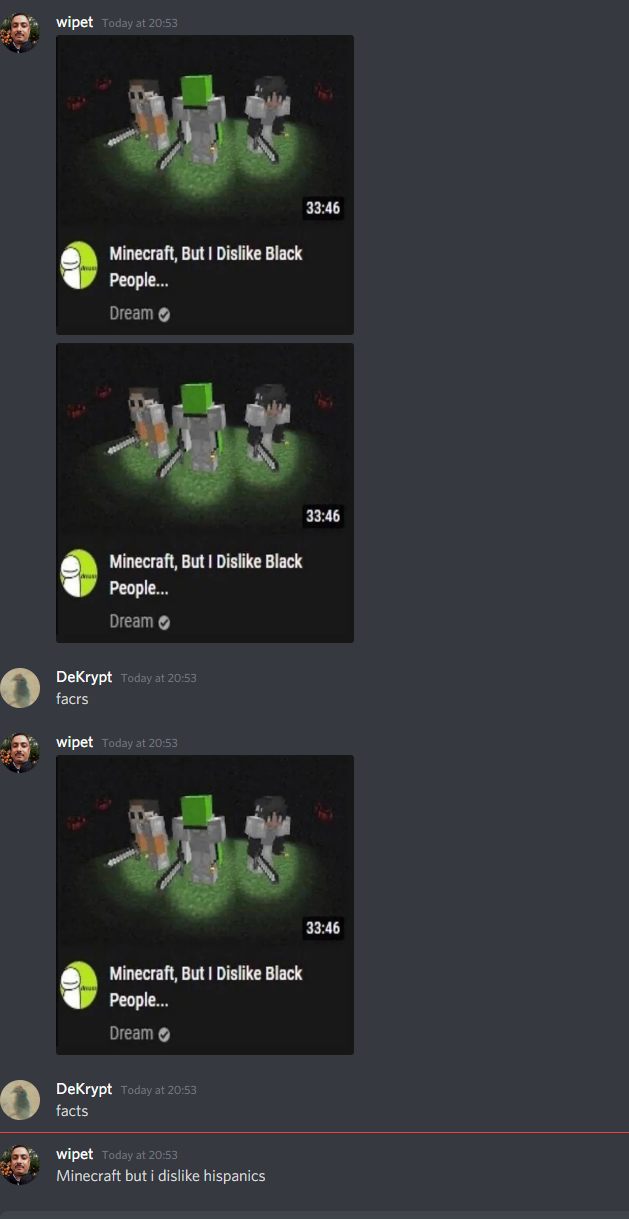 wipet Today at 20:53
33:46
Minecraft, But I Dislike Black
People...
Dream
33:46
Minecraft, But I Dislike Black
People...
Dream
DeKrypt Today at 20:53
facrs
wipet Today at 20:53
33:46
Minecraft, But I Dislike Black
People...
Dream
DeKrypt Today at 20:53
facts
wipet Today at 20:53
Minecraft but i dislike hispanics